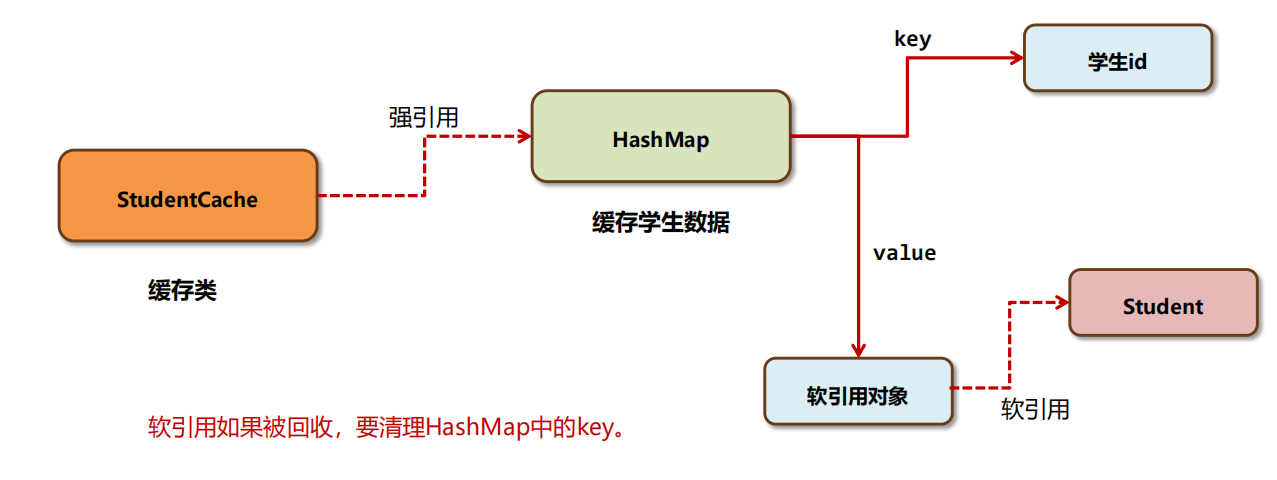 key
学生id
强引用
HashMap
StudentCache
缓存学生数据
value
缓存类
Student
软引用对象
软引用
软引用如果被回收，要清理HashMap中的key。